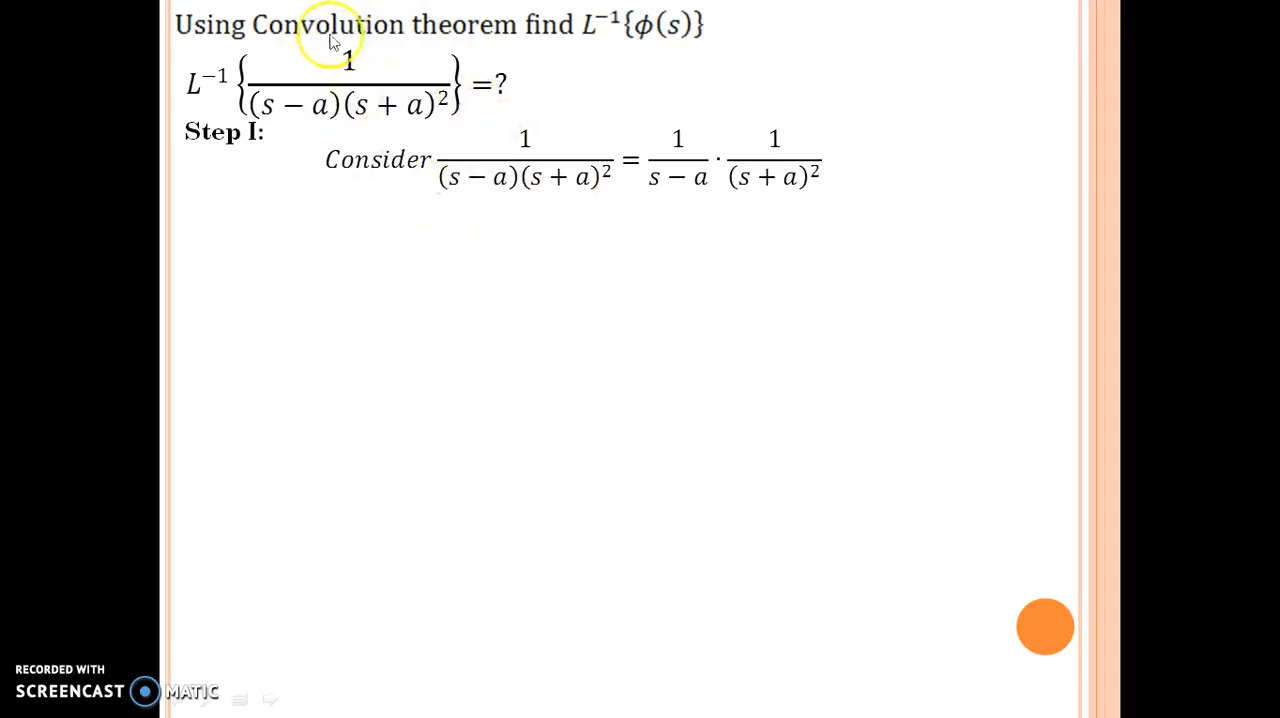 Using Convolution theorem find L⁻¹{ϕ(s)}
L⁻¹ {1/((s − a)(s + a)²)} =?
Step I:
Consider 1/((s − a)(s + a)²) = 1/(s − a) · 1/(s + a)²
RECORDED WITH
SCREENCAST MATIC